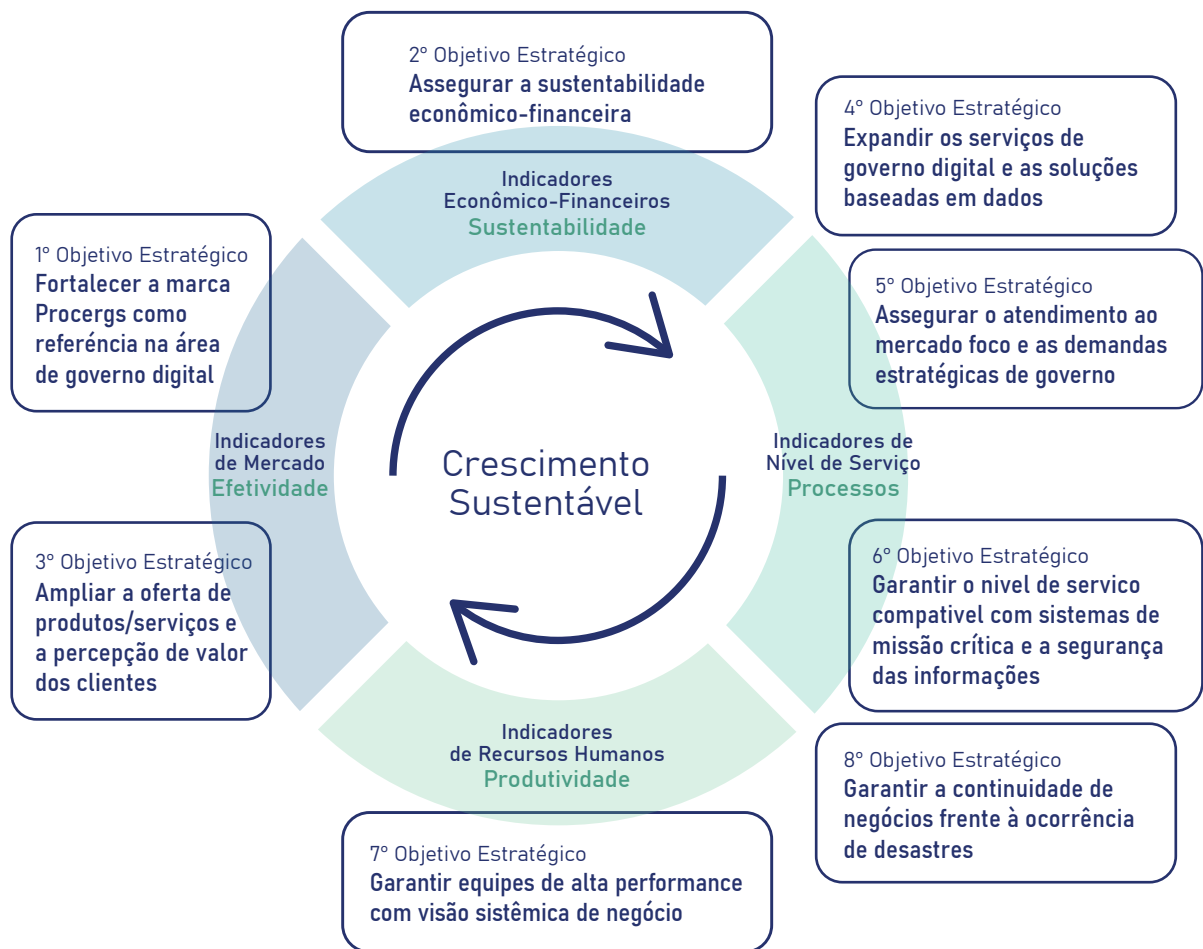 2º Objetivo Estratégico
Assegurar a sustentabilidade
econômico-financeira
4º Objetivo Estratégico
Expandir os serviços de
governo digital e as soluções
baseadas em dados
Indicadores
Econômico-Financeiros
Sustentabilidade
1º Objetivo Estratégico
Fortalecer a marca
Procergs como
referéncia na área
de governo digital
5º Objetivo Estratégico
Assegurar o atendimento ao
mercado foco e as demandas
estratégicas de governo
Indicadores
de Mercado
Efetividade
Crescimento
Sustentável
Indicadores de
Nível de Serviço
Processos
3º Objetivo Estratégico
Ampliar a oferta de
produtos/serviços e
a percepção de valor
dos clientes
6º Objetivo Estratégico
Garantir o nivel de servico
compativel com sistemas de
missão crítica e a segurança
das informações
Indicadores
de Recursos Humanos
Produtividade
8º Objetivo Estratégico
Garantir a continuidade de
negócios frente à ocorrência
de desastres
7º Objetivo Estratégico
Garantir equipes de alta performance
com visão sistêmica de negócio